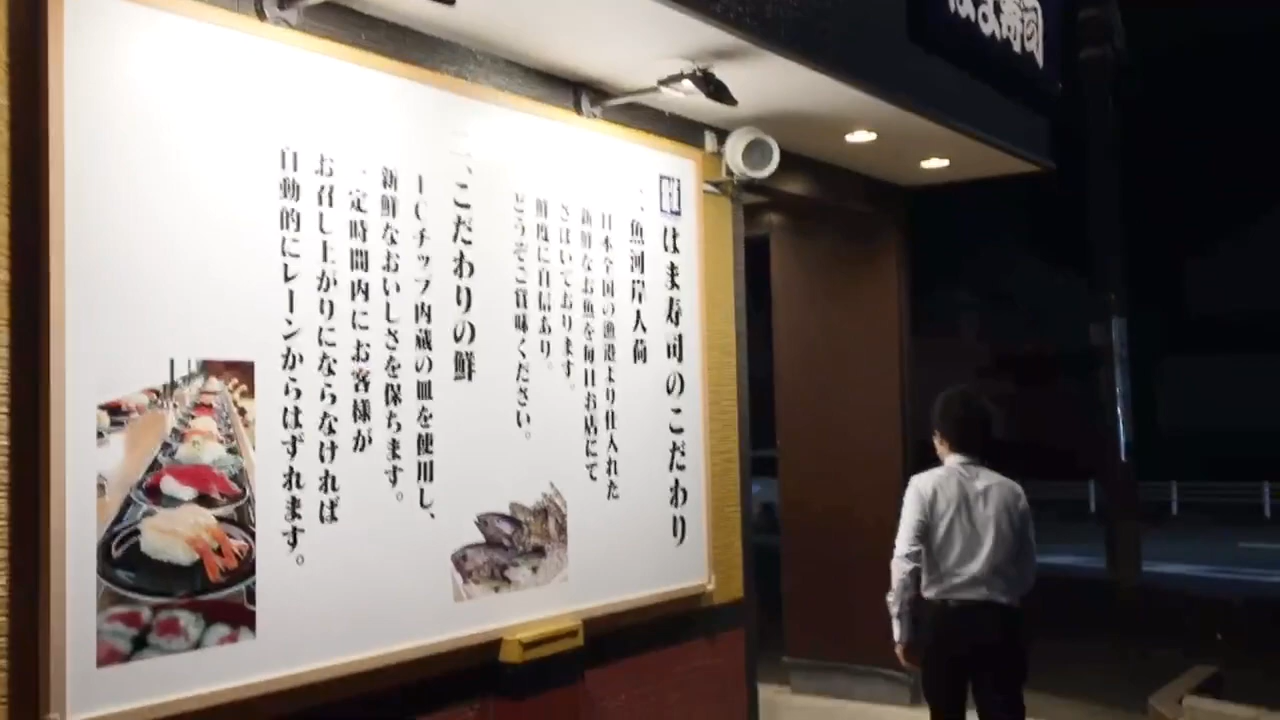 はま寿司
鮮 はま寿司のこだわり
一、魚河岸入荷
日本全国の漁港より仕入れた
新鮮なお魚を毎日お店にて
さばいております。
鮮度に自信あり。
どうぞご賞味ください。
一、こだわりの鮮
ICチップ内蔵の皿を使用し、
新鮮なおいしさを保ちます。
一定時間内にお客様が
お召し上がりにならなければ
自動的にレーンからはずれます。